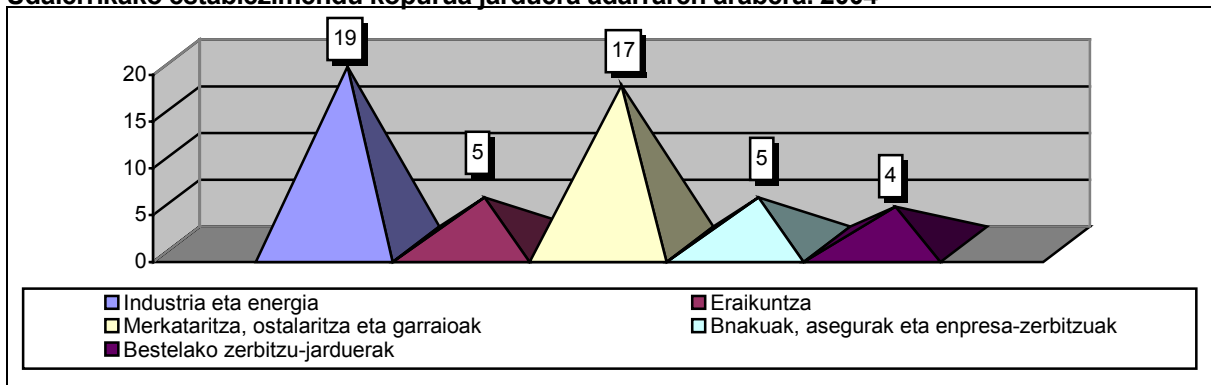 Udalerrikako establezimendu kopurua jarduera adarraren arabera. 2004
19
17
20
15
5
5
4
10
5
0
Industria eta energia
Eraikuntza
Merkataritza, ostalaritza eta garraioak
Bnakuak, asegurak eta enpresa-zerbitzuak
Bestelako zerbitzu-jarduerak